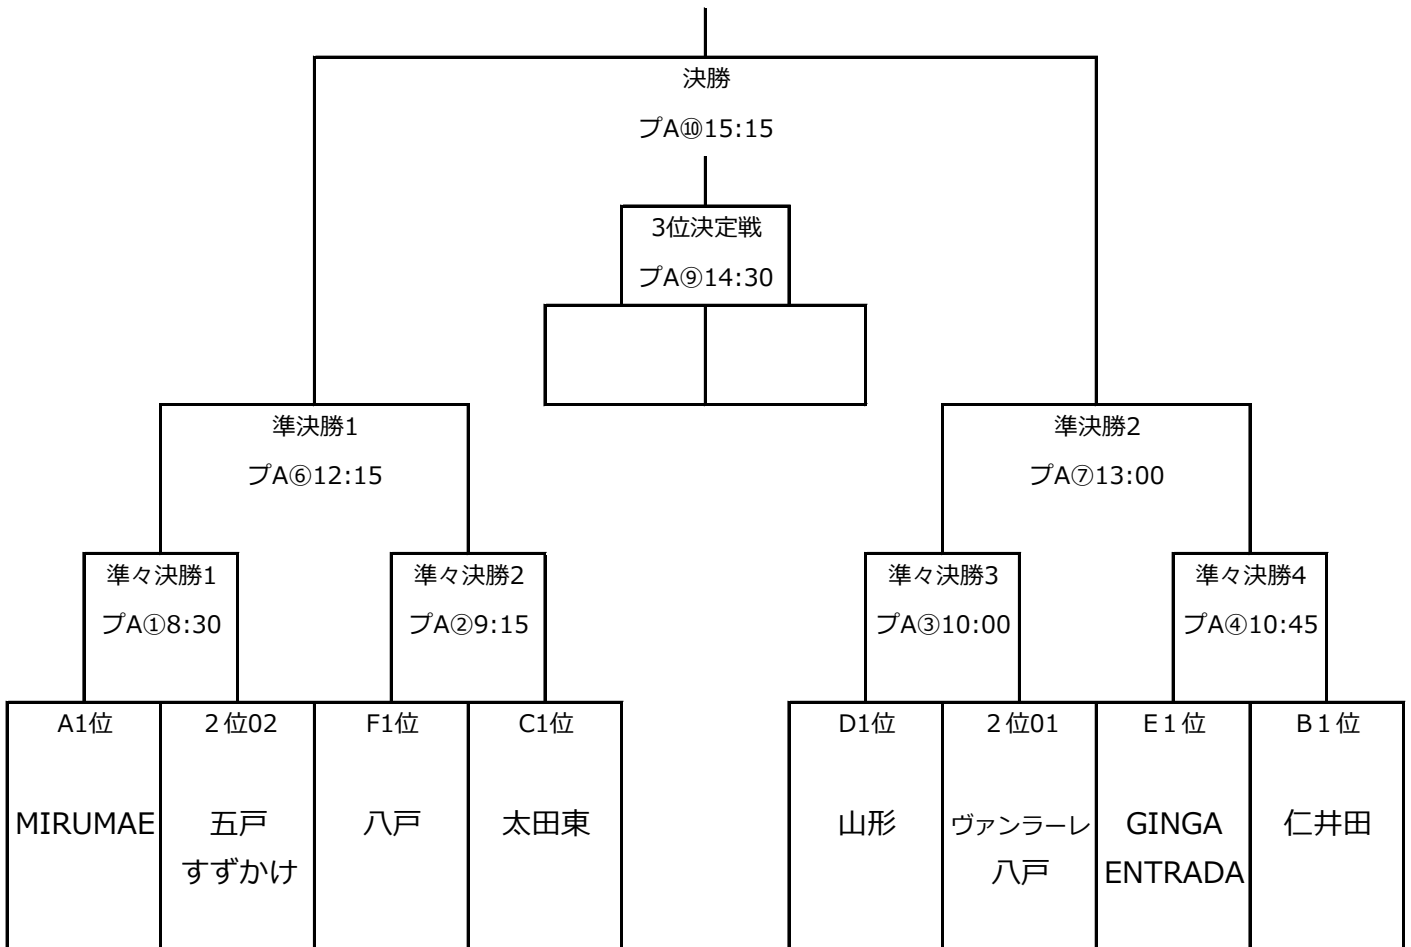 決勝
プA⑩15:15
3位決定戦
プA⑨14:30
準決勝1
プA⑥12:15
準決勝2
プA⑦13:00
準々決勝1
プA①8:30
準々決勝2
プA②9:15
準々決勝3
プA③10:00
準々決勝4
プA④10:45
A1位
MIRUMAE
２位02
五戸
すずかけ
F1位
八戸
C1位
太田東
D1位
山形
２位01
ヴァンラーレ
八戸
E１位
GINGA
ENTRADA
B１位
仁井田